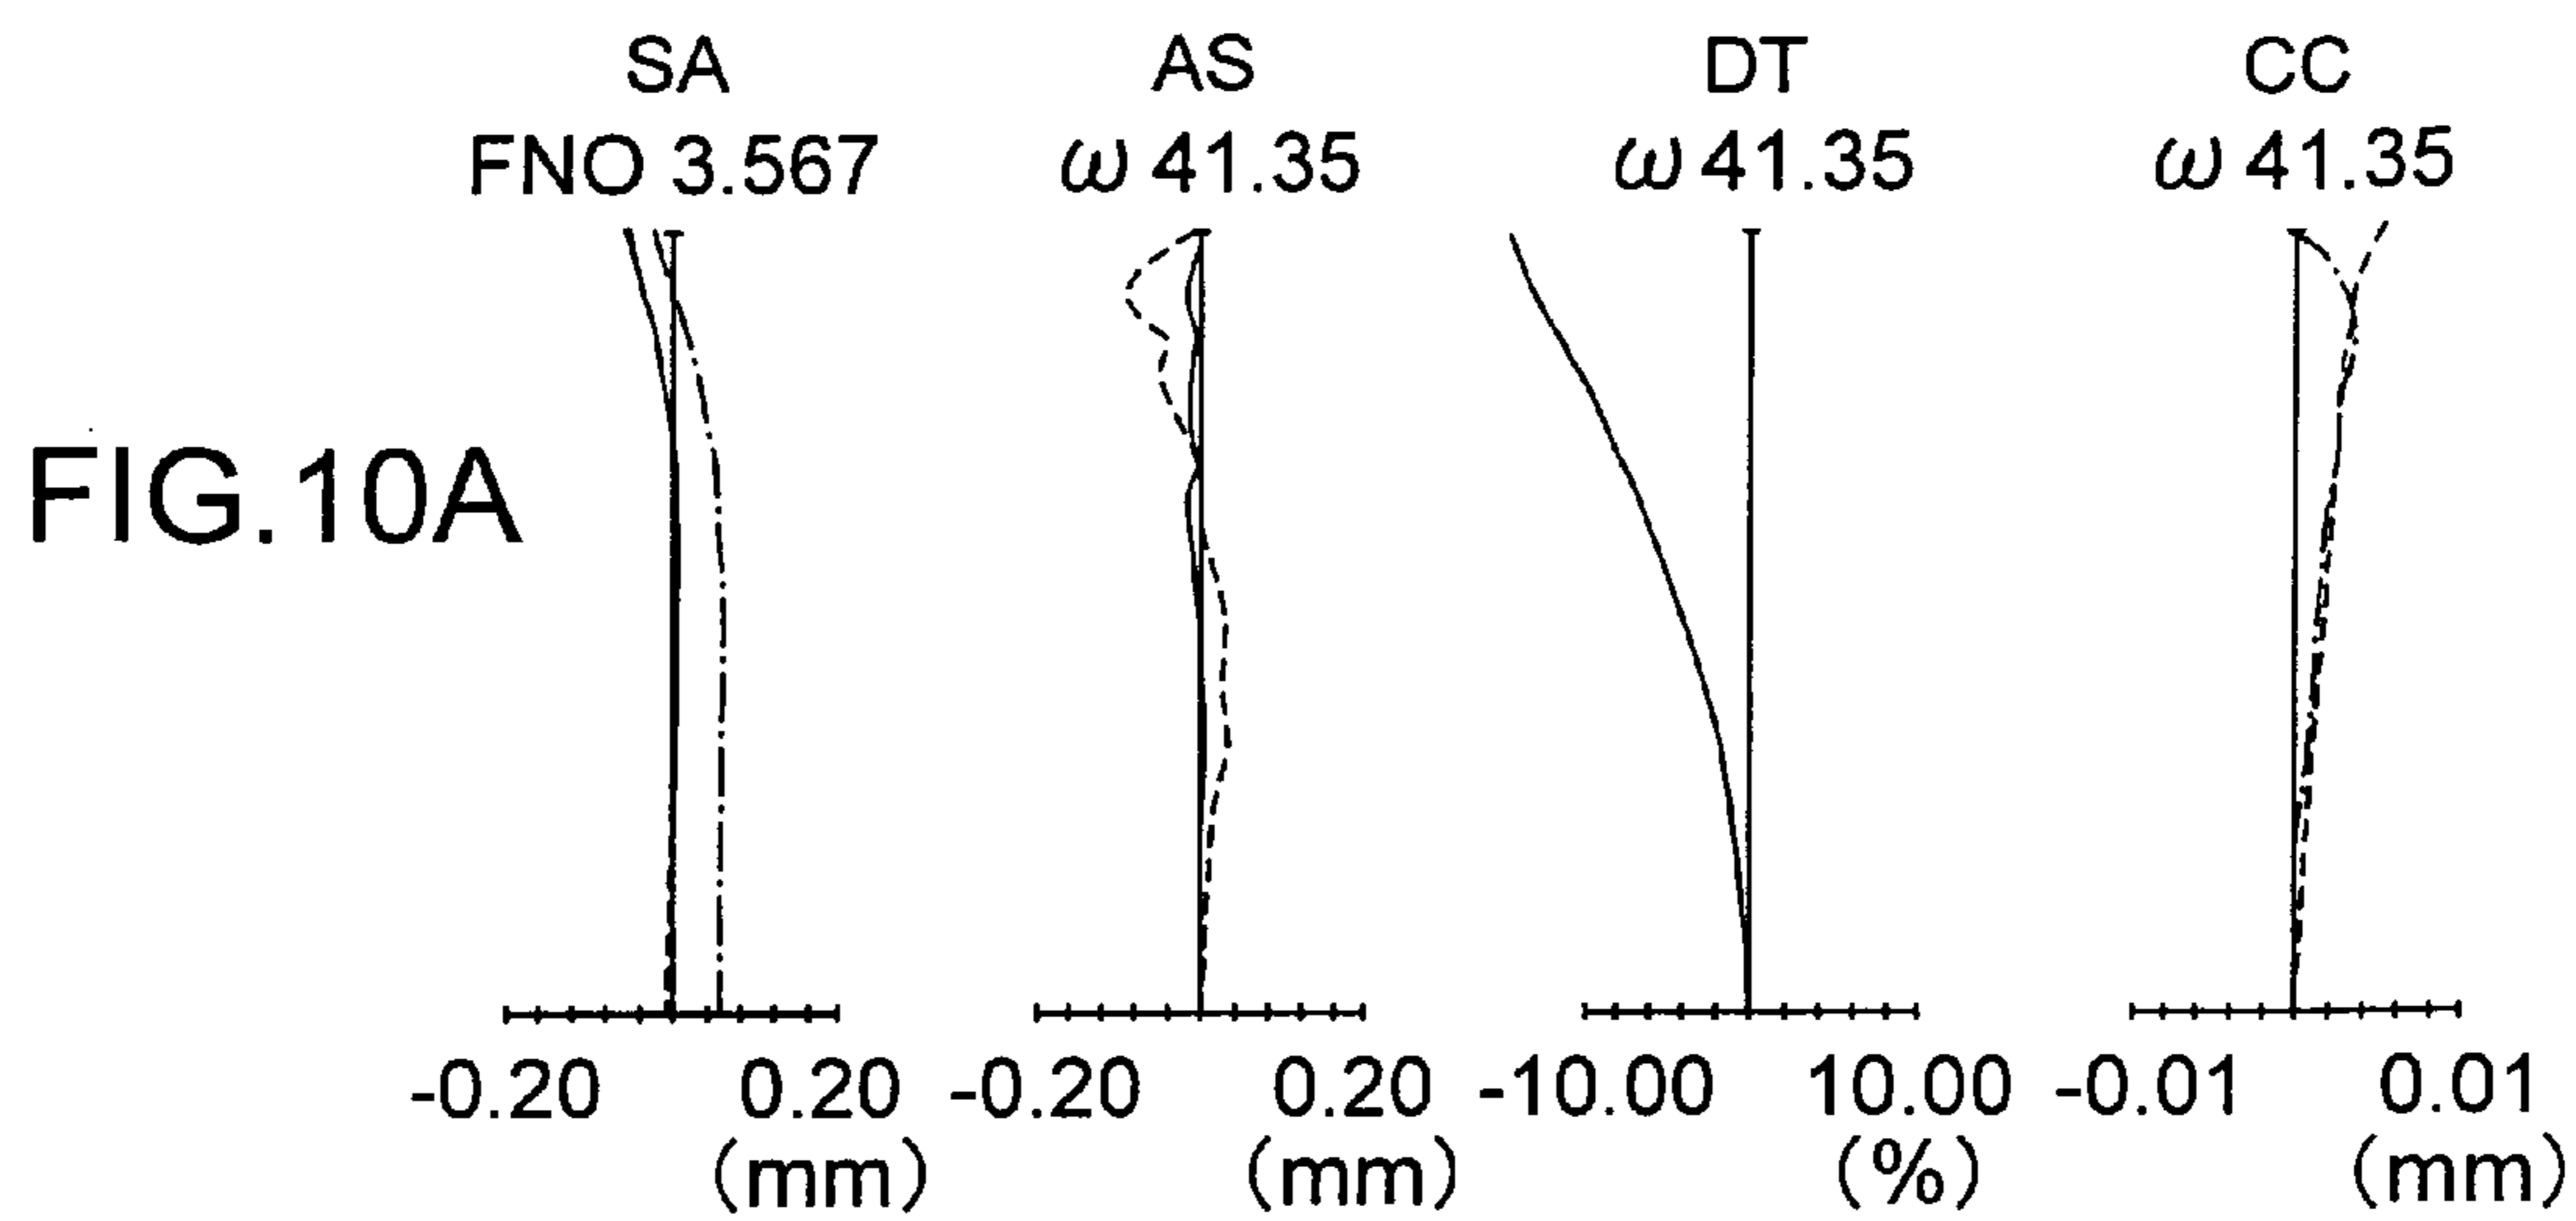 SA AS DT CC
FNO 3.567 ω 41.35 ω 41.35 ω 41.35
FIG.10A
-0.20 0.20 -0.20 0.20 -10.00 10.00 -0.01 0.01
(mm) (mm) (%) (mm)